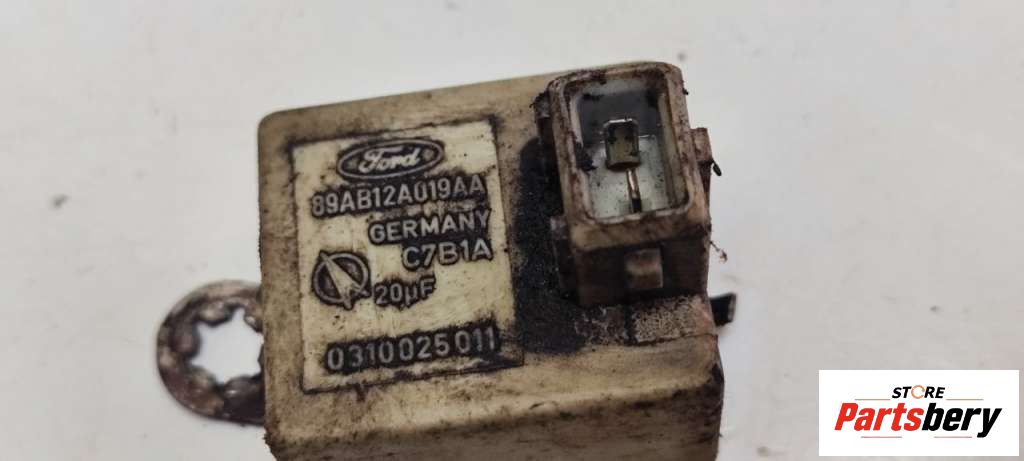 Ford
89AB12A019AA
GERMANY
C7B1A
20µF
0310025011
STORE
Partsbery